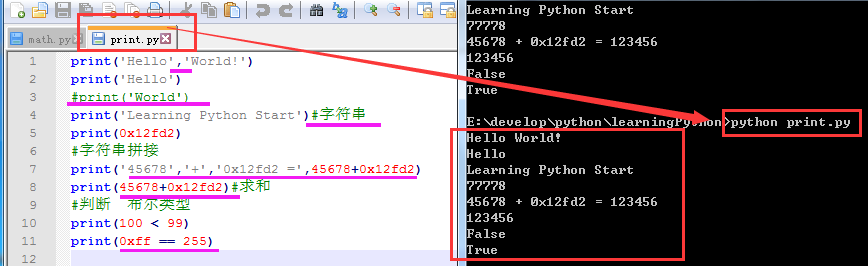 math.py
print.py
1 print('Hello','World!')
2 print('Hello')
3 #print('World')
4 print('Learning Python Start')#字符串
5 print(0x12fd2)
6 #字符串拼接
7 print('45678','+','0x12fd2 =',45678+0x12fd2)
8 print(45678+0x12fd2)#求和
9 #判断 布尔类型
10 print(100 < 99)
11 print(0xff == 255)
12
Learning Python Start
77778
45678 + 0x12fd2 = 123456
123456
False
True
E:\develop\python\learningPython>python print.py
Hello World!
Hello
Learning Python Start
77778
45678 + 0x12fd2 = 123456
123456
False
True